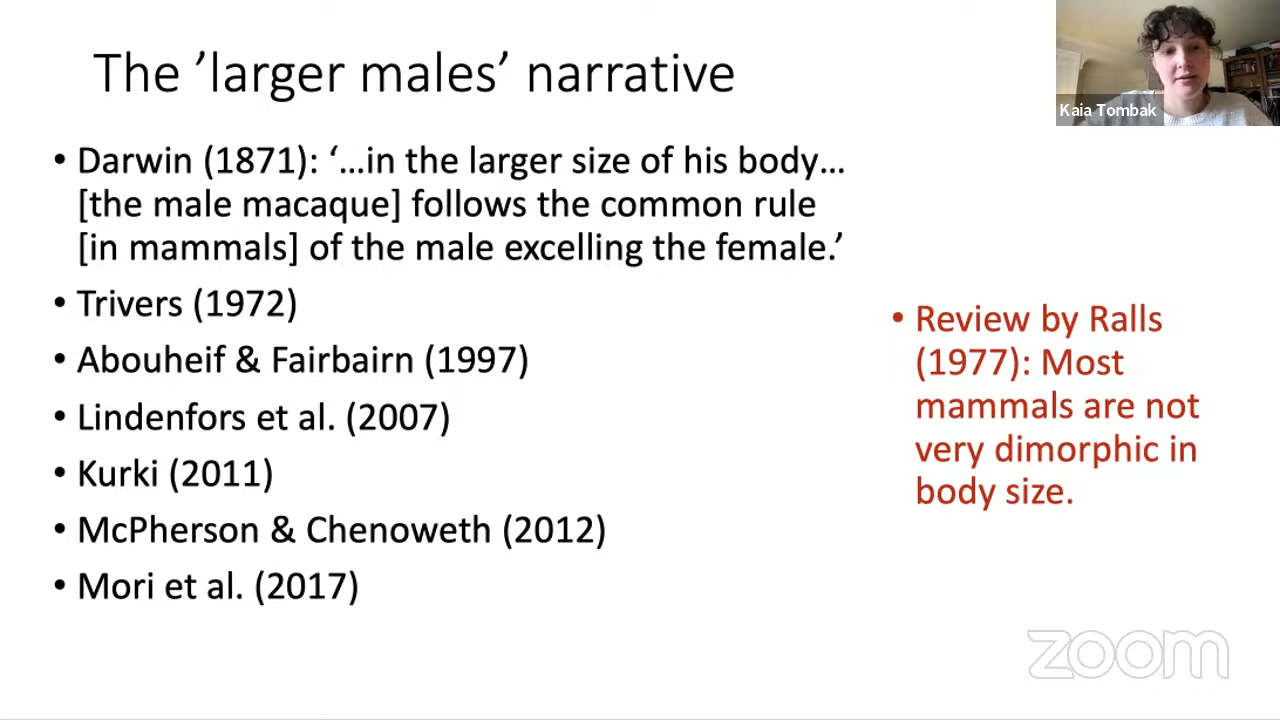 The ’larger males’ narrative
Kaia Tombak
• Darwin (1871): ‘…in the larger size of his body…
[the male macaque] follows the common rule
[in mammals] of the male excelling the female.’
• Trivers (1972)
• Abouheif & Fairbairn (1997)
• Lindenfors et al. (2007)
• Kurki (2011)
• McPherson & Chenoweth (2012)
• Mori et al. (2017)
• Review by Ralls
(1977): Most
mammals are not
very dimorphic in
body size.
zoom